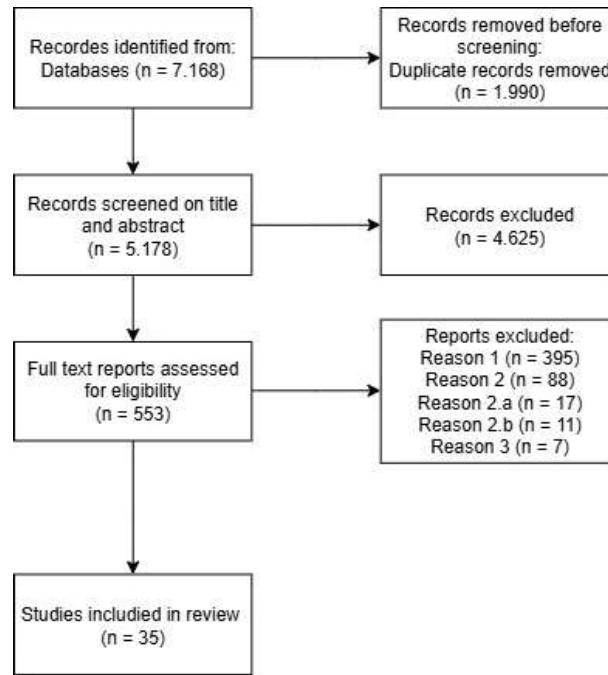 Recordes identified from:
Databases (n = 7.168)
Records removed before
screening:
Duplicate records removed
(n = 1.990)
Records screened on title
and abstract
(n = 5.178)
Records excluded
(n = 4.625)
Full text reports assessed
for eligibility
(n = 553)
Reports excluded:
Reason 1 (n = 395)
Reason 2 (n = 88)
Reason 2.a (n = 17)
Reason 2.b (n = 11)
Reason 3 (n = 7)
Studies includied in review
(n = 35)